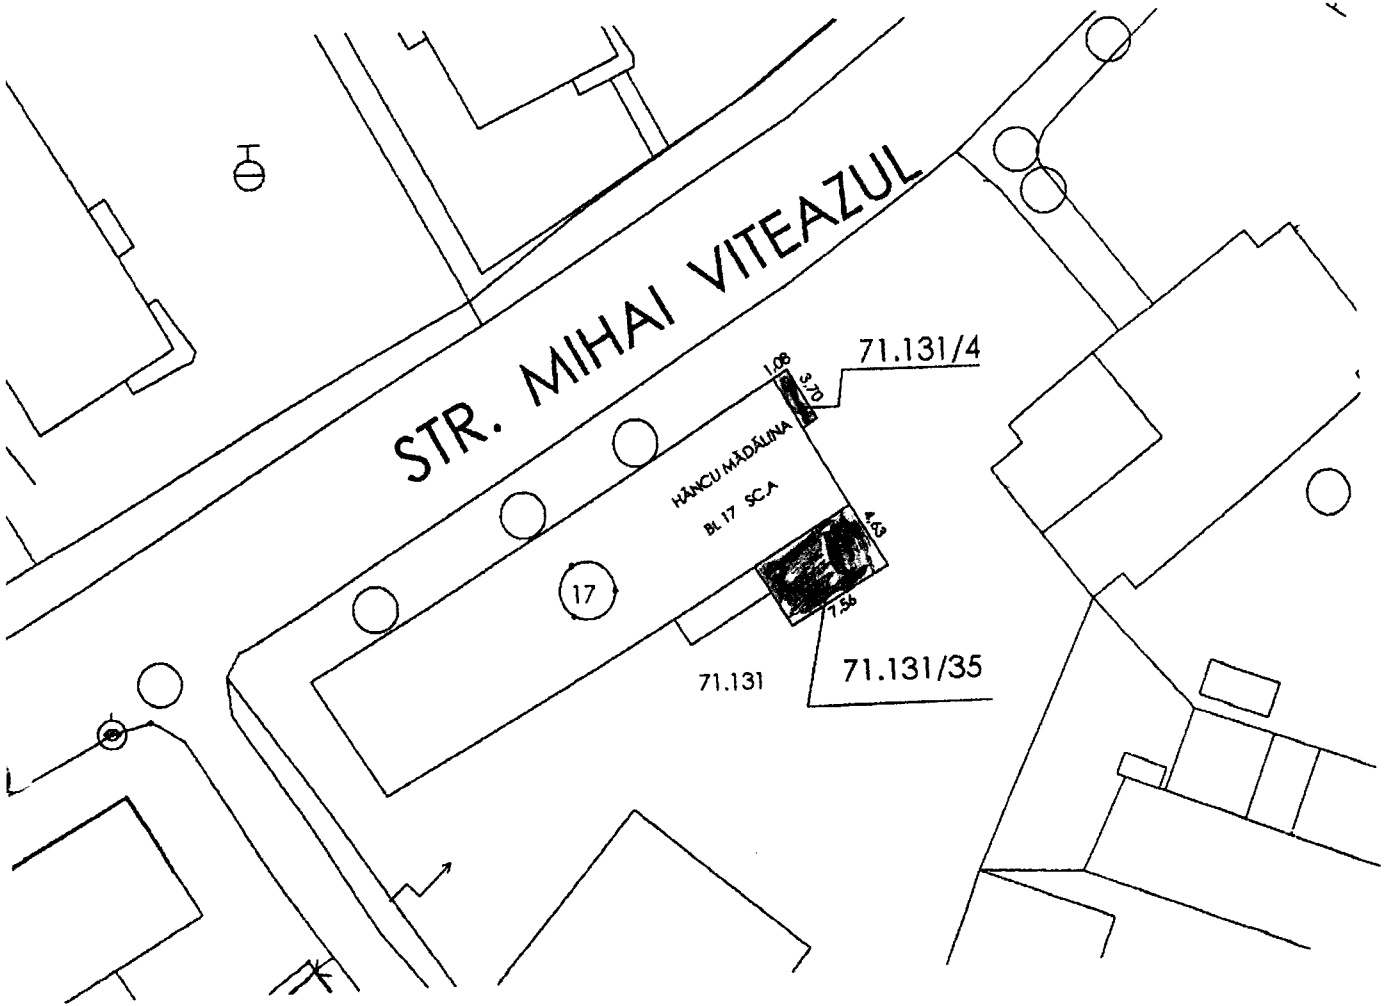 STR. MIHAI VITEAZUL
71.131/4
1,08
3,70
HÂNCU MĂDĂLINA
BL 17 SC.A
4,63
17
7,56
71.131
71.131/35